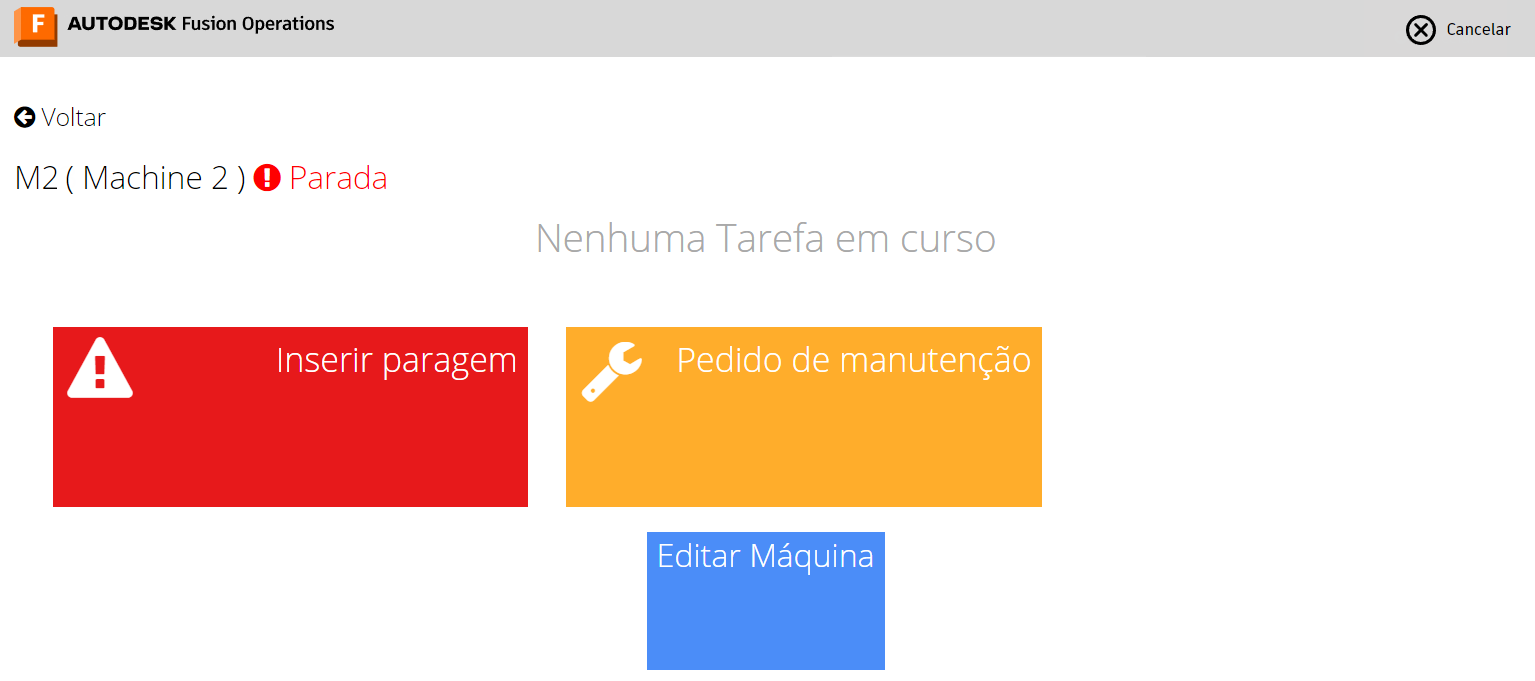 AUTODESK Fusion Operations
Cancelar
Voltar
M2 ( Machine 2 ) Parada
Nenhuma Tarefa em curso
Inserir paragem
Pedido de manutenção
Editar Máquina